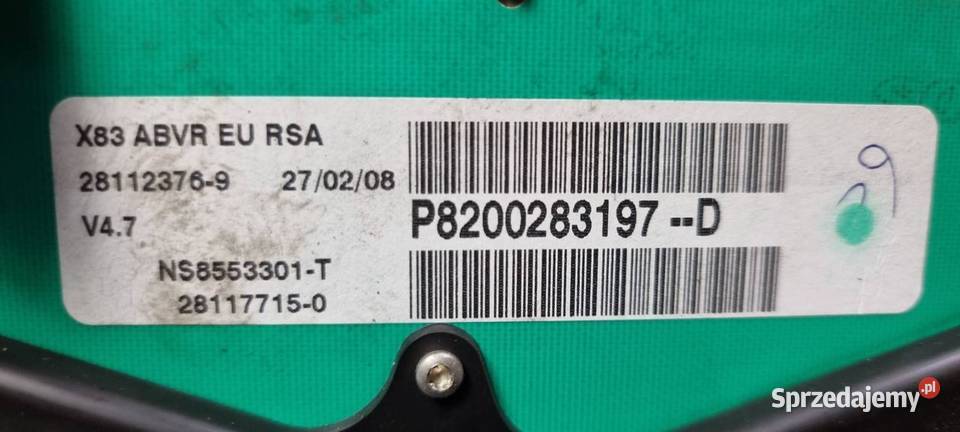 X83 ABVR EU RSA
28112376-9 27/02/08
V4.7
P8200283197--D
NS8553301-T
28117715-0
Sprzedajemy.pl